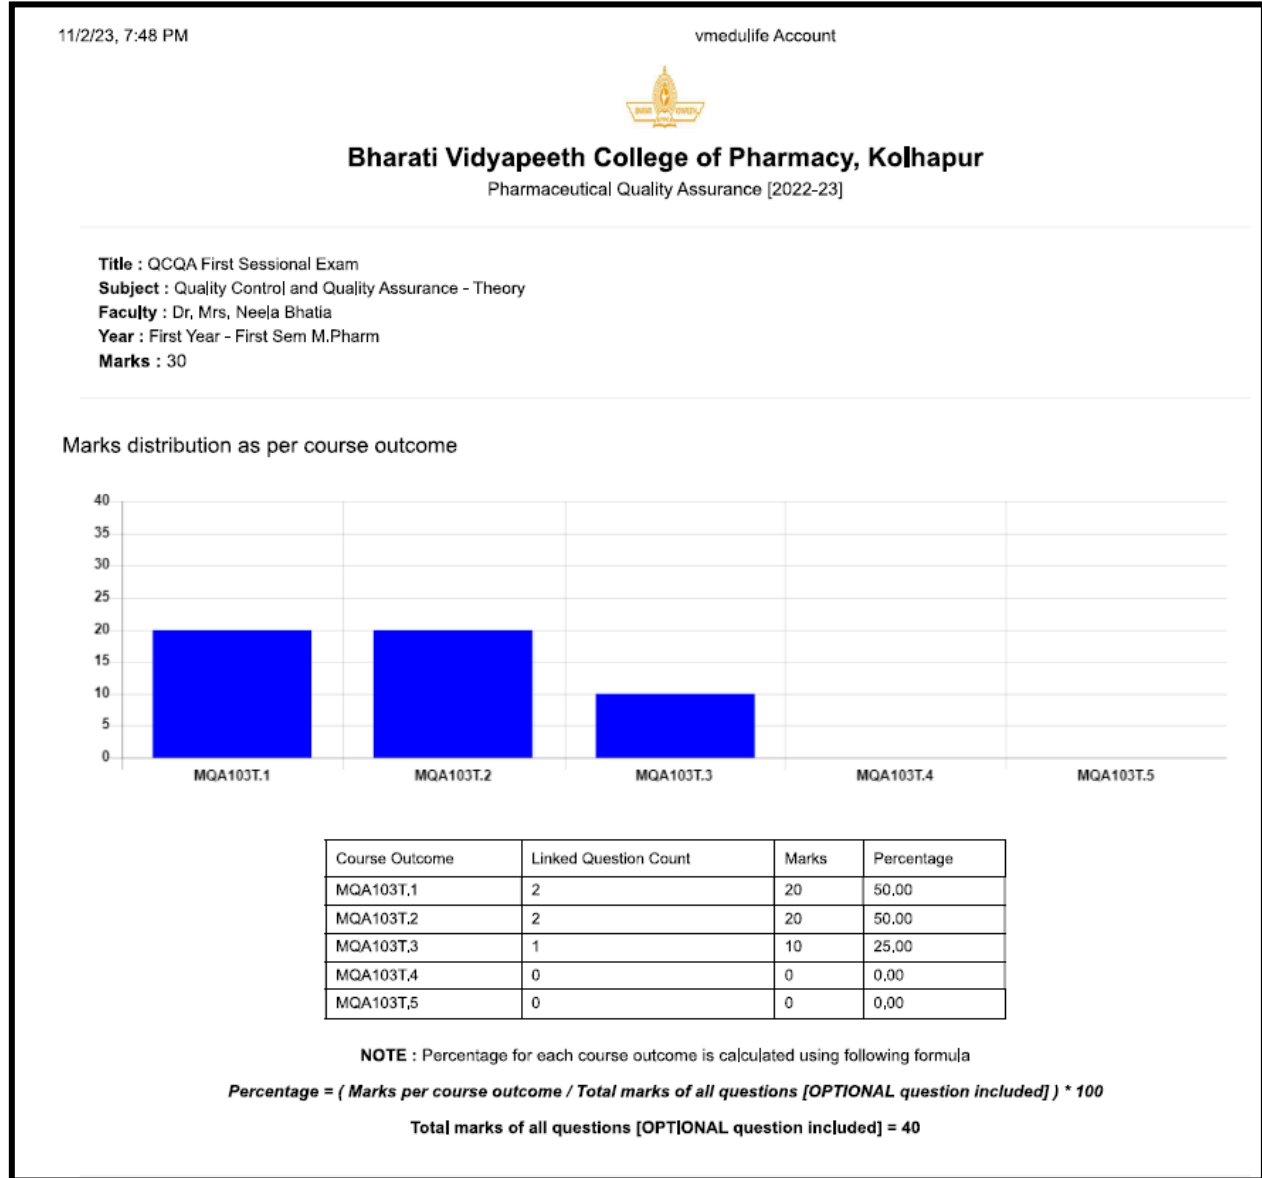 11/2/23, 7:48 PM vmedulife Account
Bharati Vidyapeeth College of Pharmacy, Kolhapur
Pharmaceutical Quality Assurance [2022-23]
Title : QCQA First Sessional Exam
Subject : Quality Control and Quality Assurance - Theory
Faculty : Dr, Mrs, Neela Bhatia
Year : First Year - First Sem M.Pharm
Marks : 30
Marks distribution as per course outcome
40
35
30
25
20
15
10
5
0
MQA103T.1 MQA103T.2 MQA103T.3 MQA103T.4 MQA103T.5
Course Outcome Linked Question Count Marks Percentage
MQA103T.1 2 20 50.00
MQA103T.2 2 20 50.00
MQA103T.3 1 10 25.00
MQA103T.4 0 0 0.00
MQA103T.5 0 0 0.00
NOTE : Percentage for each course outcome is calculated using following formula
Percentage = ( Marks per course outcome / Total marks of all questions [OPTIONAL question included] ) * 100
Total marks of all questions [OPTIONAL question included] = 40